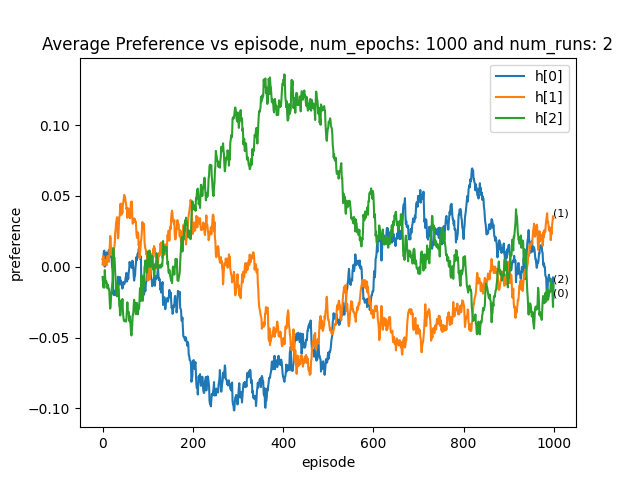 Average Preference vs episode, num_epochs: 1000 and num_runs: 2
h[0]
h[1]
h[2]
0.10
0.05
0.00
−0.05
−0.10
preference
(1)
(2)
(0)
0
200
400
600
800
1000
episode